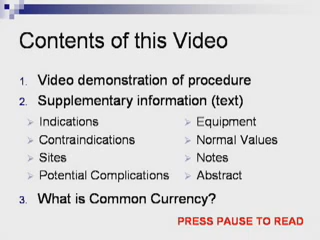 Contents of this Video
1. Video demonstration of procedure
2. Supplementary information (text)
Indications
Contraindications
Sites
Potential Complications
Equipment
Normal Values
Notes
Abstract
3. What is Common Currency?
PRESS PAUSE TO READ